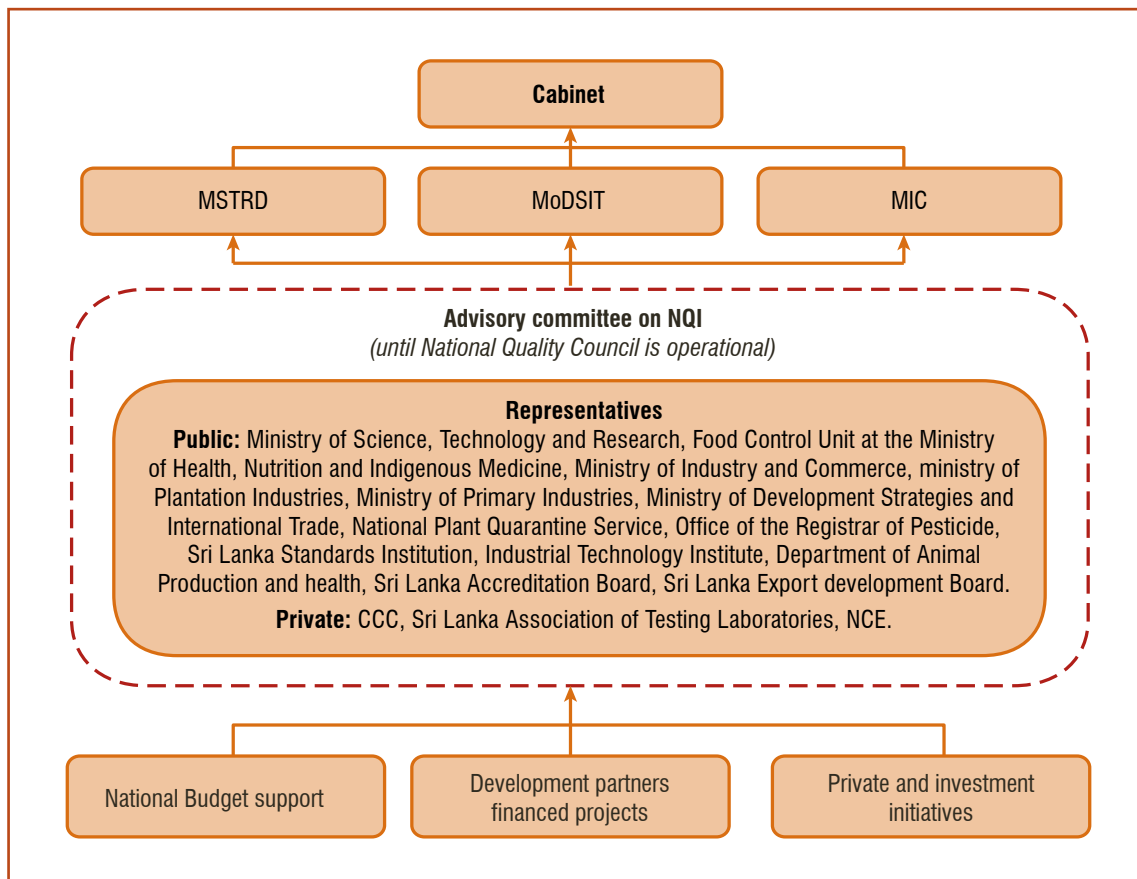 Cabinet
MSTRD
MoDSIT
MIC
Advisory committee on NQI
(until National Quality Council is operational)
Representatives
Public: Ministry of Science, Technology and Research, Food Control Unit at the Ministry
of Health, Nutrition and Indigenous Medicine, Ministry of Industry and Commerce, ministry of
Plantation Industries, Ministry of Primary Industries, Ministry of Development Strategies and
International Trade, National Plant Quarantine Service, Office of the Registrar of Pesticide,
Sri Lanka Standards Institution, Industrial Technology Institute, Department of Animal
Production and health, Sri Lanka Accreditation Board, Sri Lanka Export development Board.
Private: CCC, Sri Lanka Association of Testing Laboratories, NCE.
National Budget support
Development partners
financed projects
Private and investment
initiatives